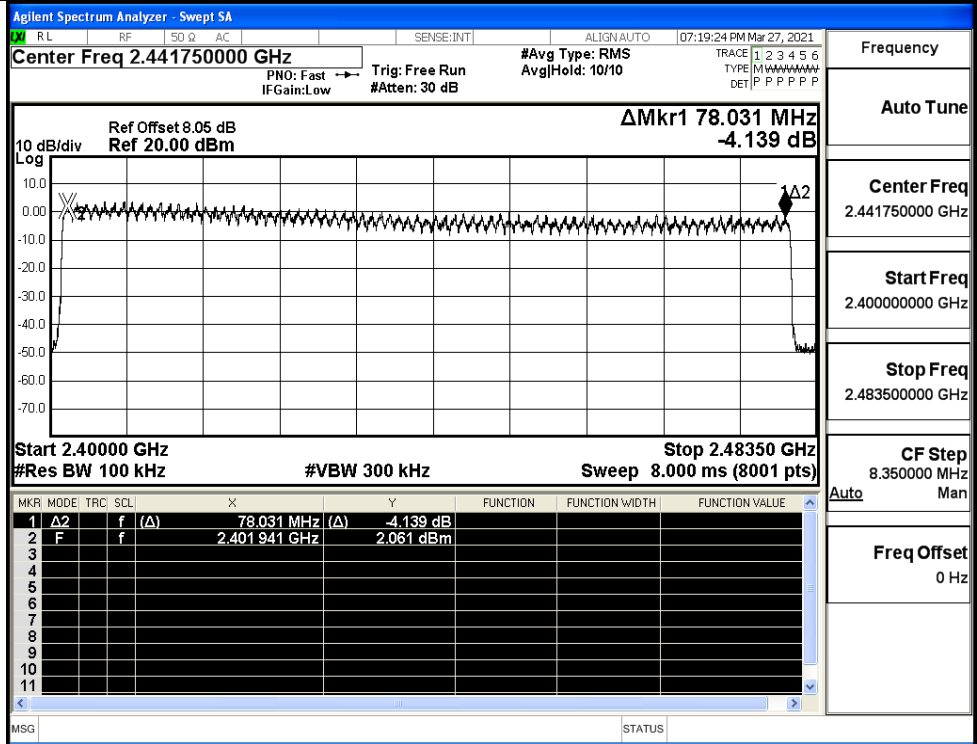 Agilent Spectrum Analyzer - Swept SA
LXI RL RF 50 Ω AC SENSE:INT ALIGNAUTO 07:19:24 PM Mar 27, 2021
Center Freq 2.441750000 GHz
PNO: Fast
IFGain:Low
Trig: Free Run
#Atten: 30 dB
#Avg Type: RMS
Avg|Hold: 10/10
TRACE 1 2 3 4 5 6
TYPE M WWWWW
DET P P P P P P
Ref Offset 8.05 dB
10 dB/div Ref 20.00 dBm
Log
ΔMkr1 78.031 MHz
-4.139 dB
10.0
0.00
-10.0
-20.0
-30.0
-40.0
-50.0
-60.0
-70.0
2
1Δ2
Start 2.40000 GHz Stop 2.48350 GHz
#Res BW 100 kHz #VBW 300 kHz Sweep 8.000 ms (8001 pts)
MKR MODE TRC SCL X Y FUNCTION FUNCTION WIDTH FUNCTION VALUE
1 Δ2 f (Δ) 78.031 MHz (Δ) -4.139 dB
2 F f 2.401 941 GHz 2.061 dBm
3
4
5
6
7
8
9
10
11
MSG STATUS
Frequency
Auto Tune
Center Freq
2.441750000 GHz
Start Freq
2.400000000 GHz
Stop Freq
2.483500000 GHz
CF Step
8.350000 MHz
Auto Man
Freq Offset
0 Hz